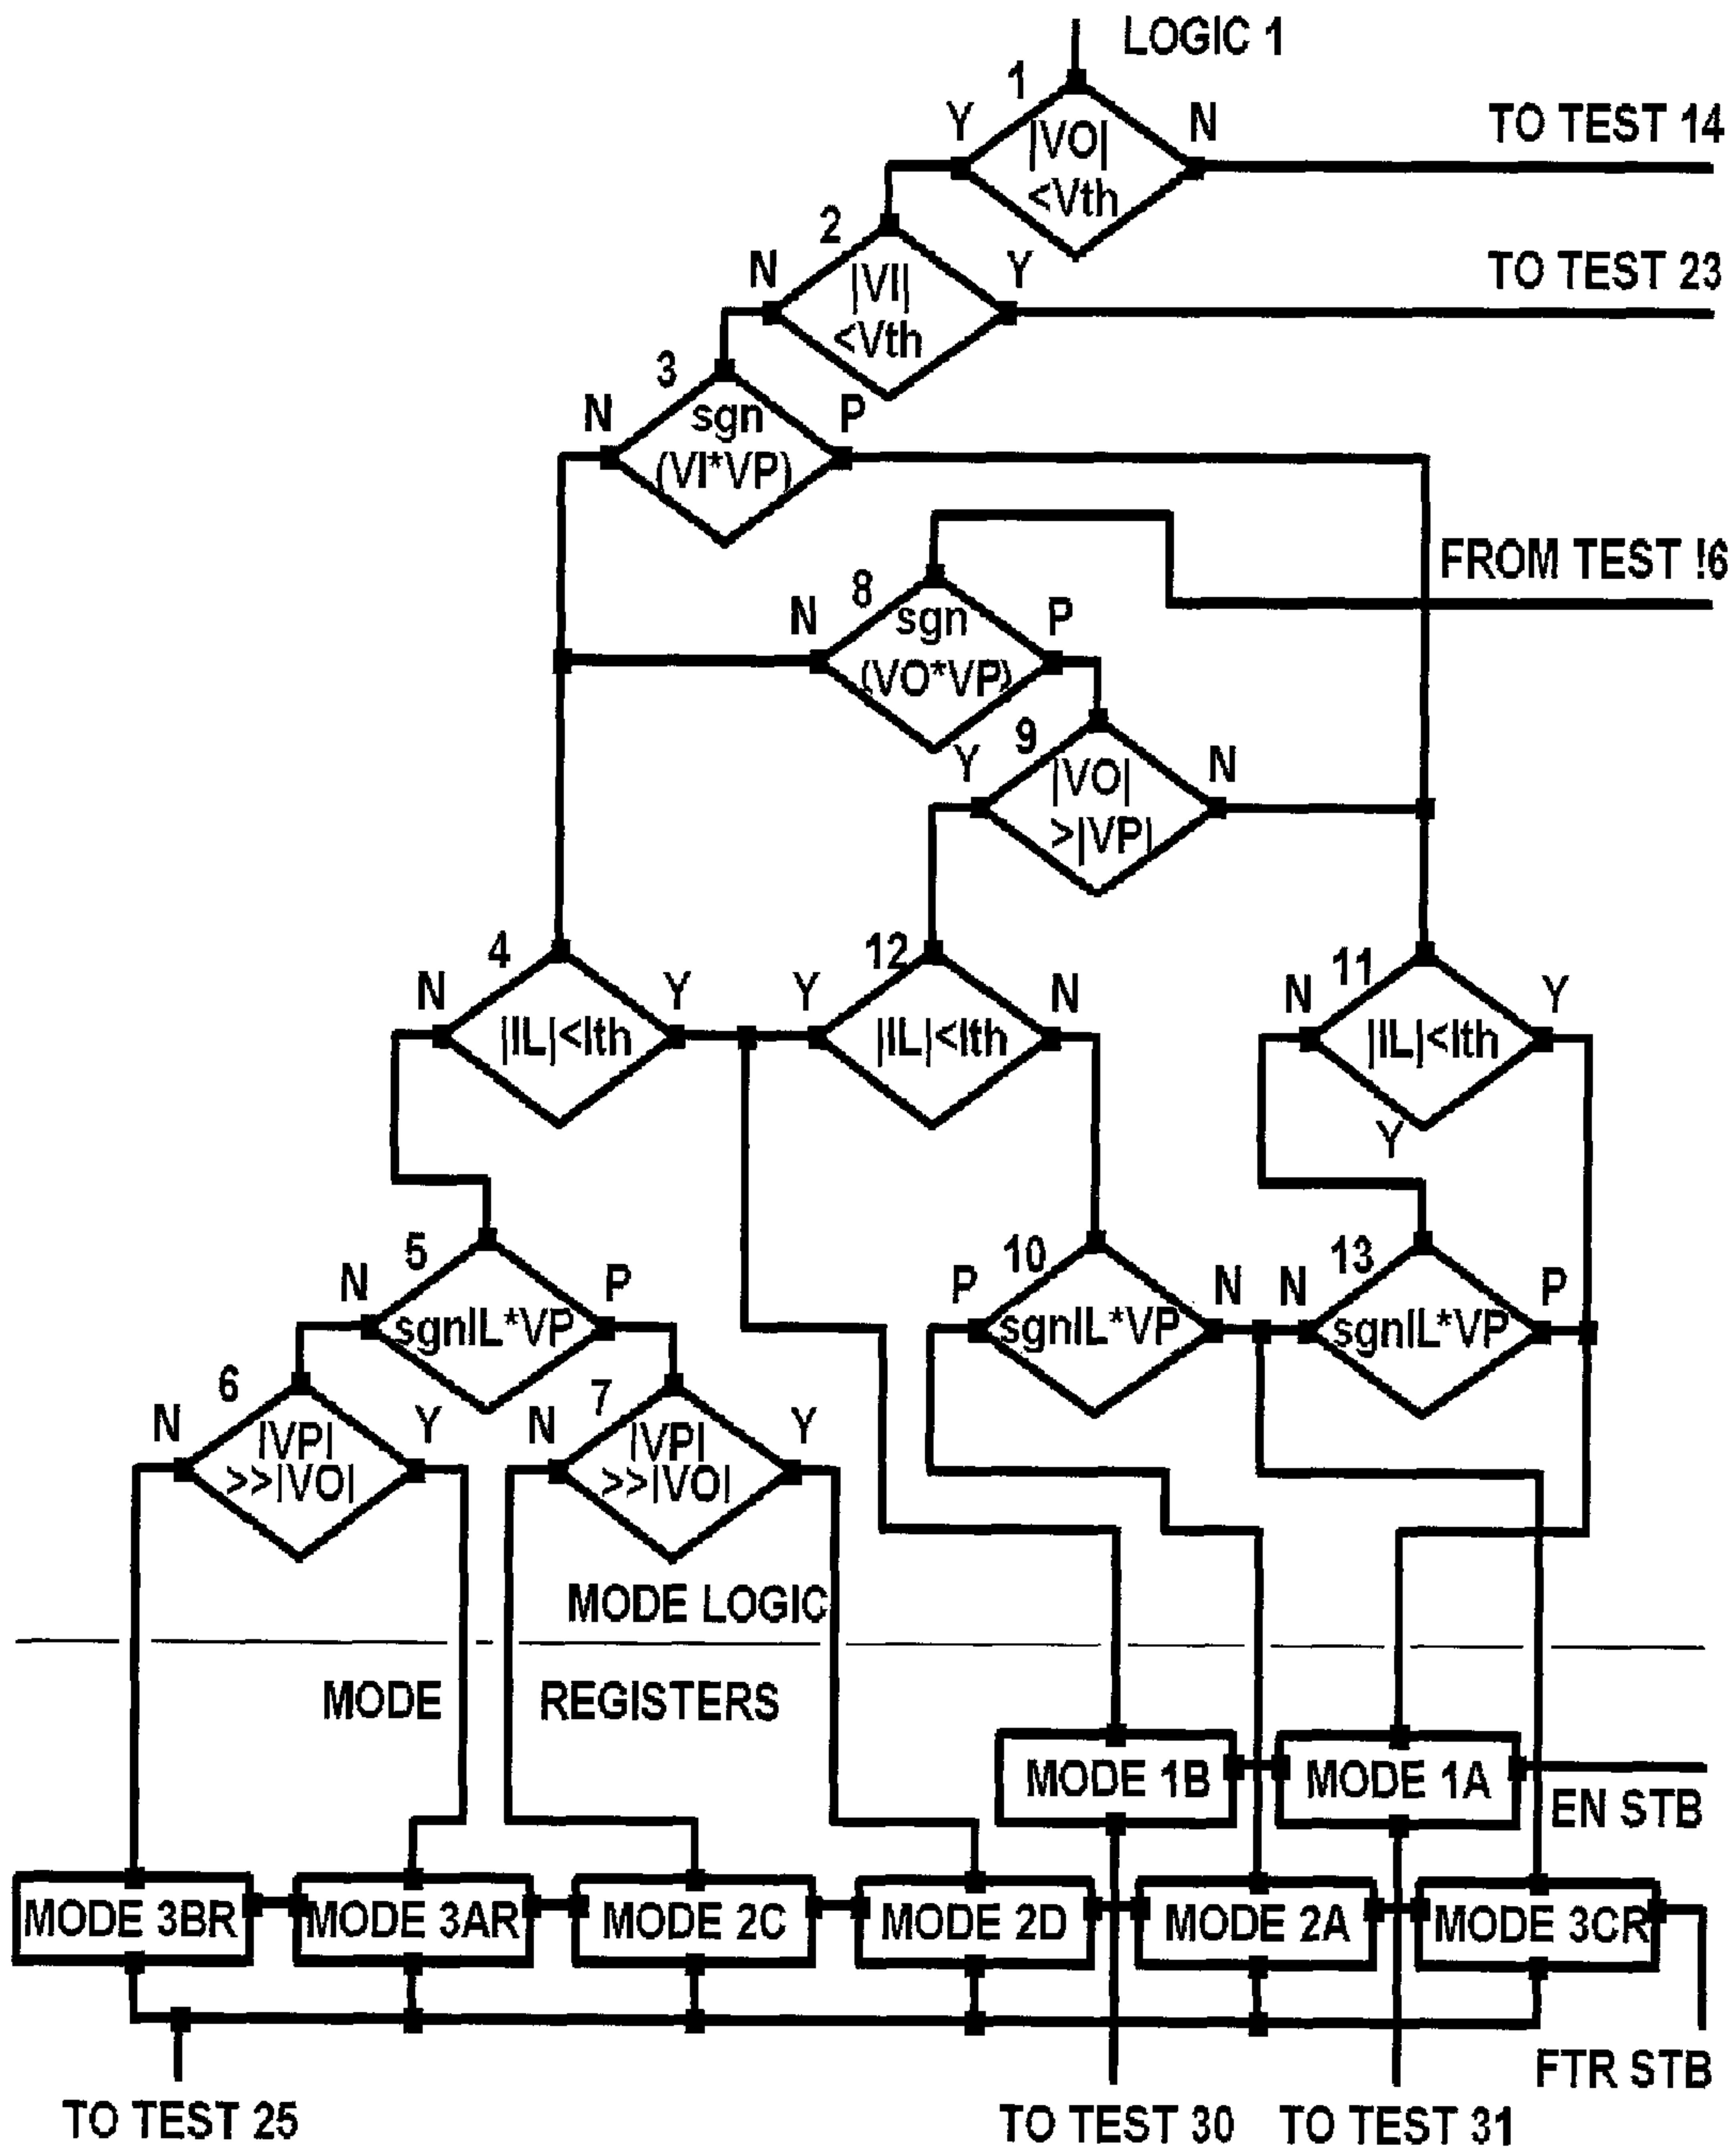 LOGIC 1
1
Y
N
|VO|
<Vth
TO TEST 14
2
N
Y
|VI|
<Vth
TO TEST 23
3
N
P
sgn
(VI*VP)
FROM TEST !6
8
N
P
sgn
(VO*VP)
9
Y
N
|VO|
>|VP|
4
N
Y
|IL|<Ith
12
Y
N
|IL|<Ith
11
N
Y
|IL|<Ith
Y
5
N
P
sgnIL*VP
10
P
N
sgnIL*VP
13
N
P
sgnIL*VP
6
N
Y
|VP|
>>|VO|
7
N
Y
|VP|
>>|VO|
MODE LOGIC
MODE REGISTERS
MODE 1B
MODE 1A
EN STB
MODE 3BR
MODE 3AR
MODE 2C
MODE 2D
MODE 2A
MODE 3CR
FTR STB
TO TEST 25
TO TEST 30
TO TEST 31